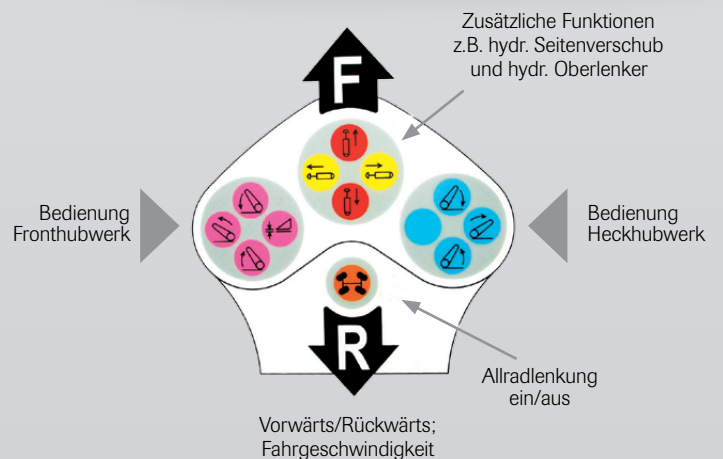 Zusätzliche Funktionen
z.B. hydr. Seitenverschub
und hydr. Oberlenker
F
Bedienung
Fronthubwerk
Bedienung
Heckhubwerk
R
Allradlenkung
ein/aus
Vorwärts/Rückwärts;
Fahrgeschwindigkeit